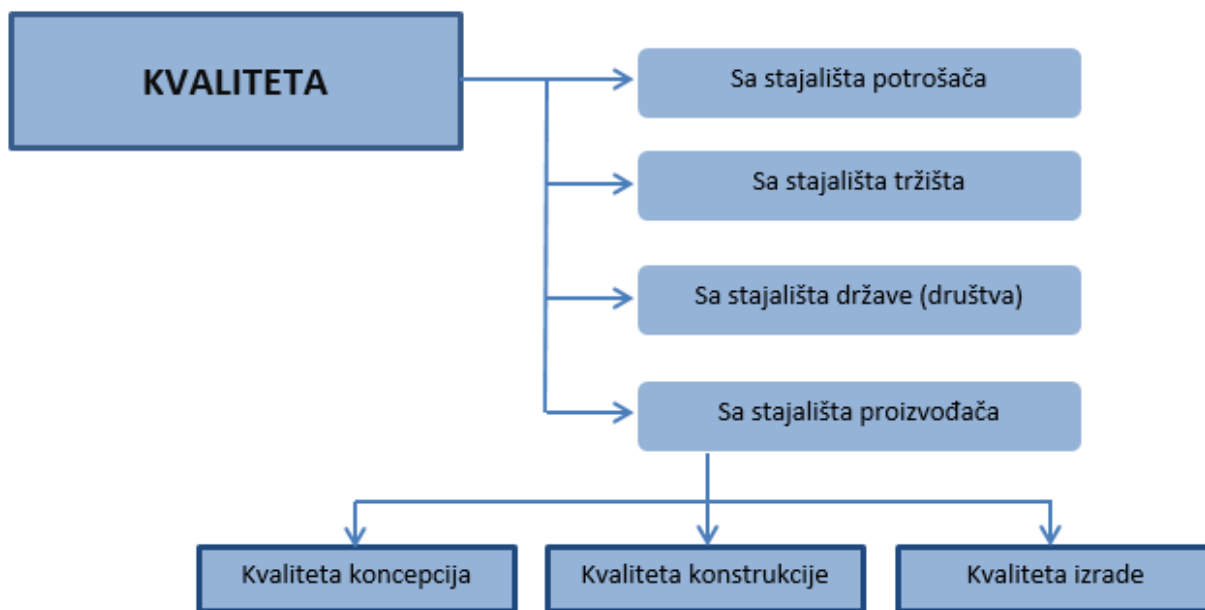 KVALITETA
Sa stajališta potrošača
Sa stajališta tržišta
Sa stajališta države (društva)
Sa stajališta proizvođača
Kvaliteta koncepcija
Kvaliteta konstrukcije
Kvaliteta izrade